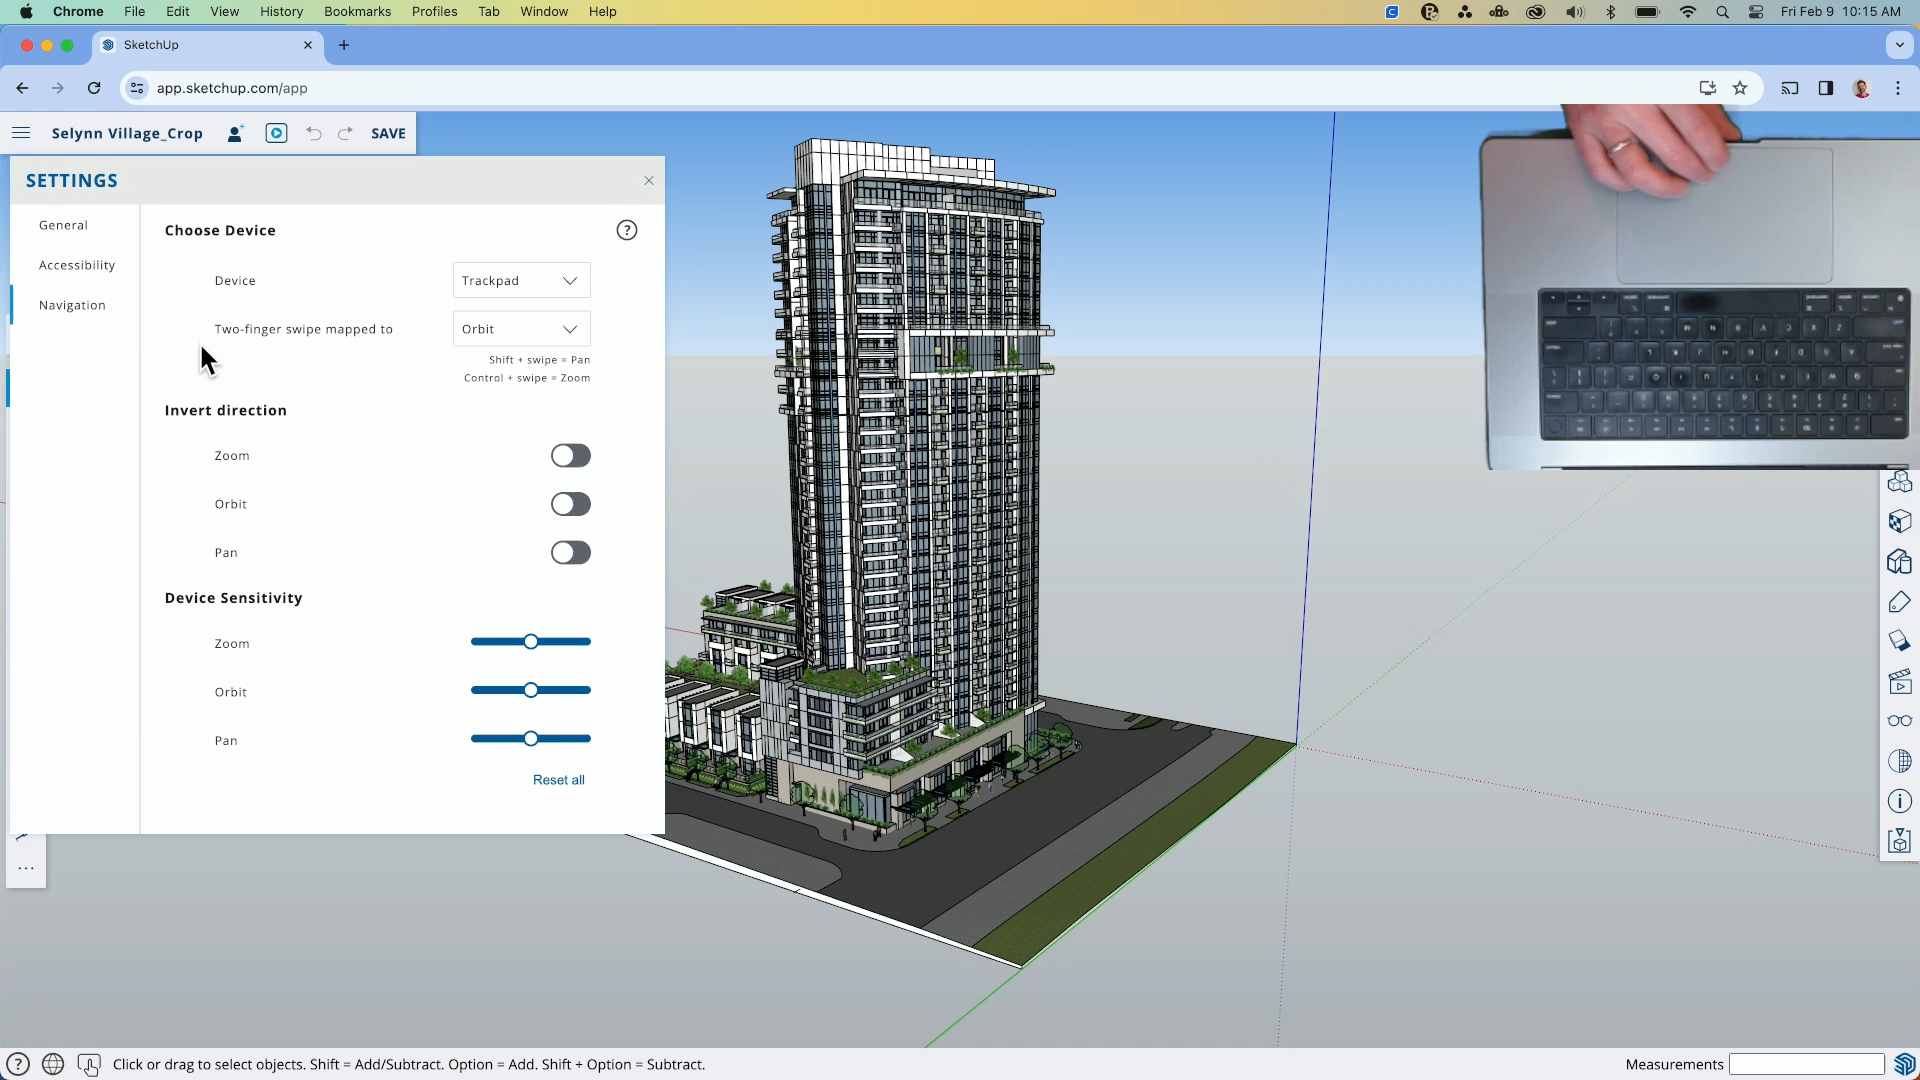 Chrome File Edit View History Bookmarks Profiles Tab Window Help Fri Feb 9 10:15 AM
SketchUp
app.sketchup.com/app
Selynn Village_Crop SAVE
SETTINGS
General
Accessibility
Navigation
Choose Device
Device Trackpad
Two-finger swipe mapped to Orbit
Shift + swipe = Pan
Control + swipe = Zoom
Invert direction
Zoom
Orbit
Pan
Device Sensitivity
Zoom
Orbit
Pan
Reset all
Click or drag to select objects. Shift = Add/Subtract. Option = Add. Shift + Option = Subtract.
Measurements